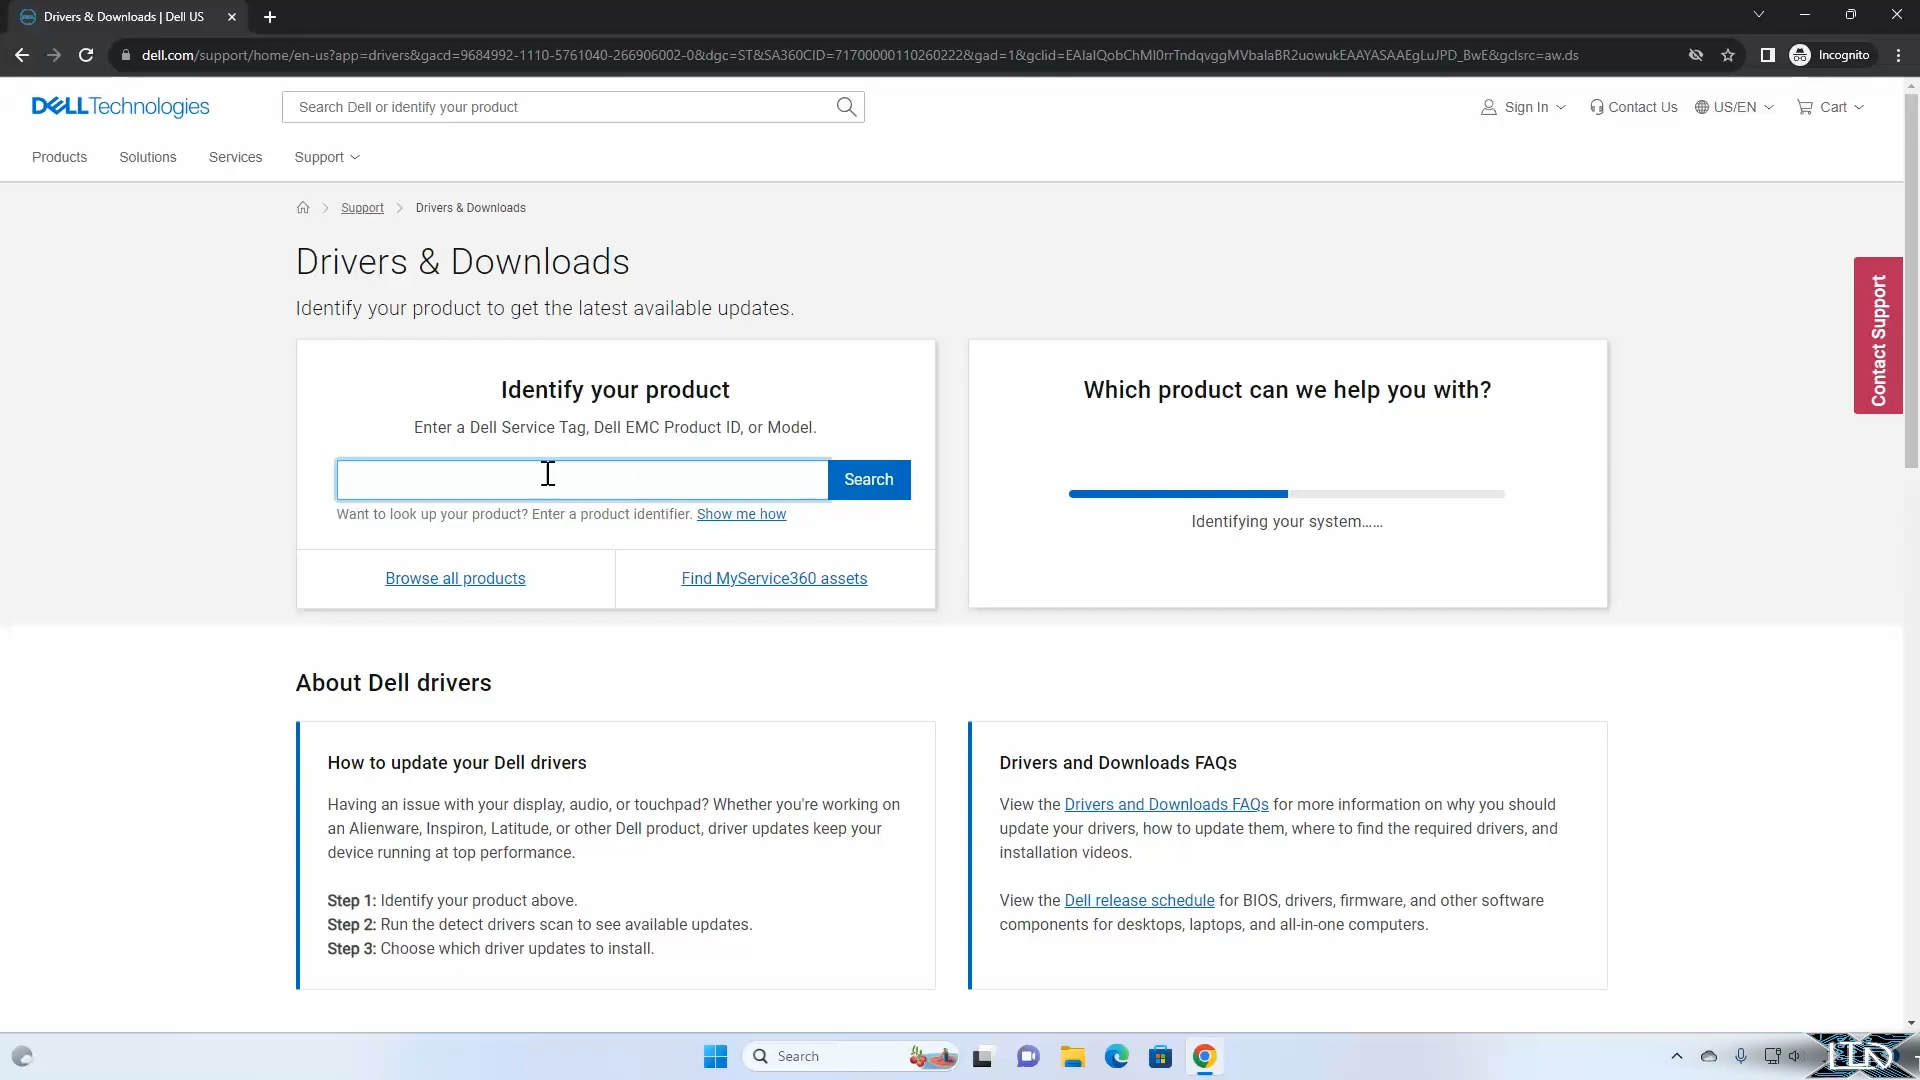 Drivers & Downloads | Dell US
dell.com/support/home/en-us?app=drivers&gacd=9684992-1110-5761040-266906002-0&dgc=ST&SA360CID=71700000110260222&gad=1&gclid=EAIaIQobChMI0rrTndqvggMVbalaBR2uowukEAAYASAAEgLuJPD_BwE&gclsrc=aw.ds
Incognito
DELLTechnologies
Search Dell or identify your product
Sign In
Contact Us
US/EN
Cart
Products
Solutions
Services
Support
Support
Drivers & Downloads
Drivers & Downloads
Identify your product to get the latest available updates.
Contact Support
Identify your product
Enter a Dell Service Tag, Dell EMC Product ID, or Model.
Search
Want to look up your product? Enter a product identifier. Show me how
Browse all products
Find MyService360 assets
Which product can we help you with?
Identifying your system......
About Dell drivers
How to update your Dell drivers
Having an issue with your display, audio, or touchpad? Whether you're working on
an Alienware, Inspiron, Latitude, or other Dell product, driver updates keep your
device running at top performance.
Step 1: Identify your product above.
Step 2: Run the detect drivers scan to see available updates.
Step 3: Choose which driver updates to install.
Drivers and Downloads FAQs
View the Drivers and Downloads FAQs for more information on why you should
update your drivers, how to update them, where to find the required drivers, and
installation videos.
View the Dell release schedule for BIOS, drivers, firmware, and other software
components for desktops, laptops, and all-in-one computers.
Search